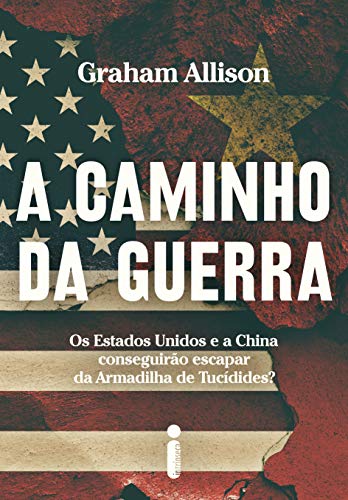 Graham Allison
A CAMINHO
DA GUERRA
Os Estados Unidos e a China
conseguirão escapar
da Armadilha de Tucídides?
intrínseca